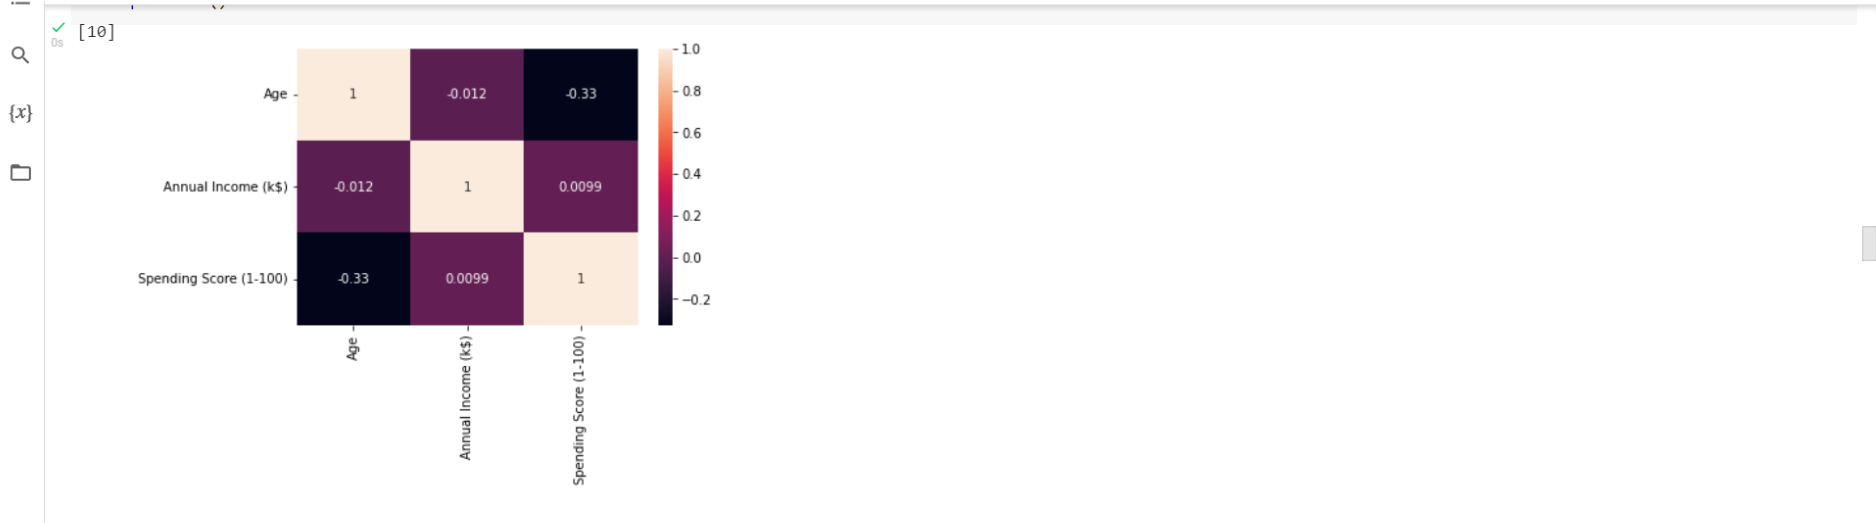 [10]
0s
{x}
1.0
Age
1
-0.012
-0.33
0.8
0.6
Annual Income (k$)
-0.012
1
0.0099
0.4
0.2
0.0
Spending Score (1-100)
-0.33
0.0099
1
−0.2
Age
Annual Income (k$)
Spending Score (1-100)